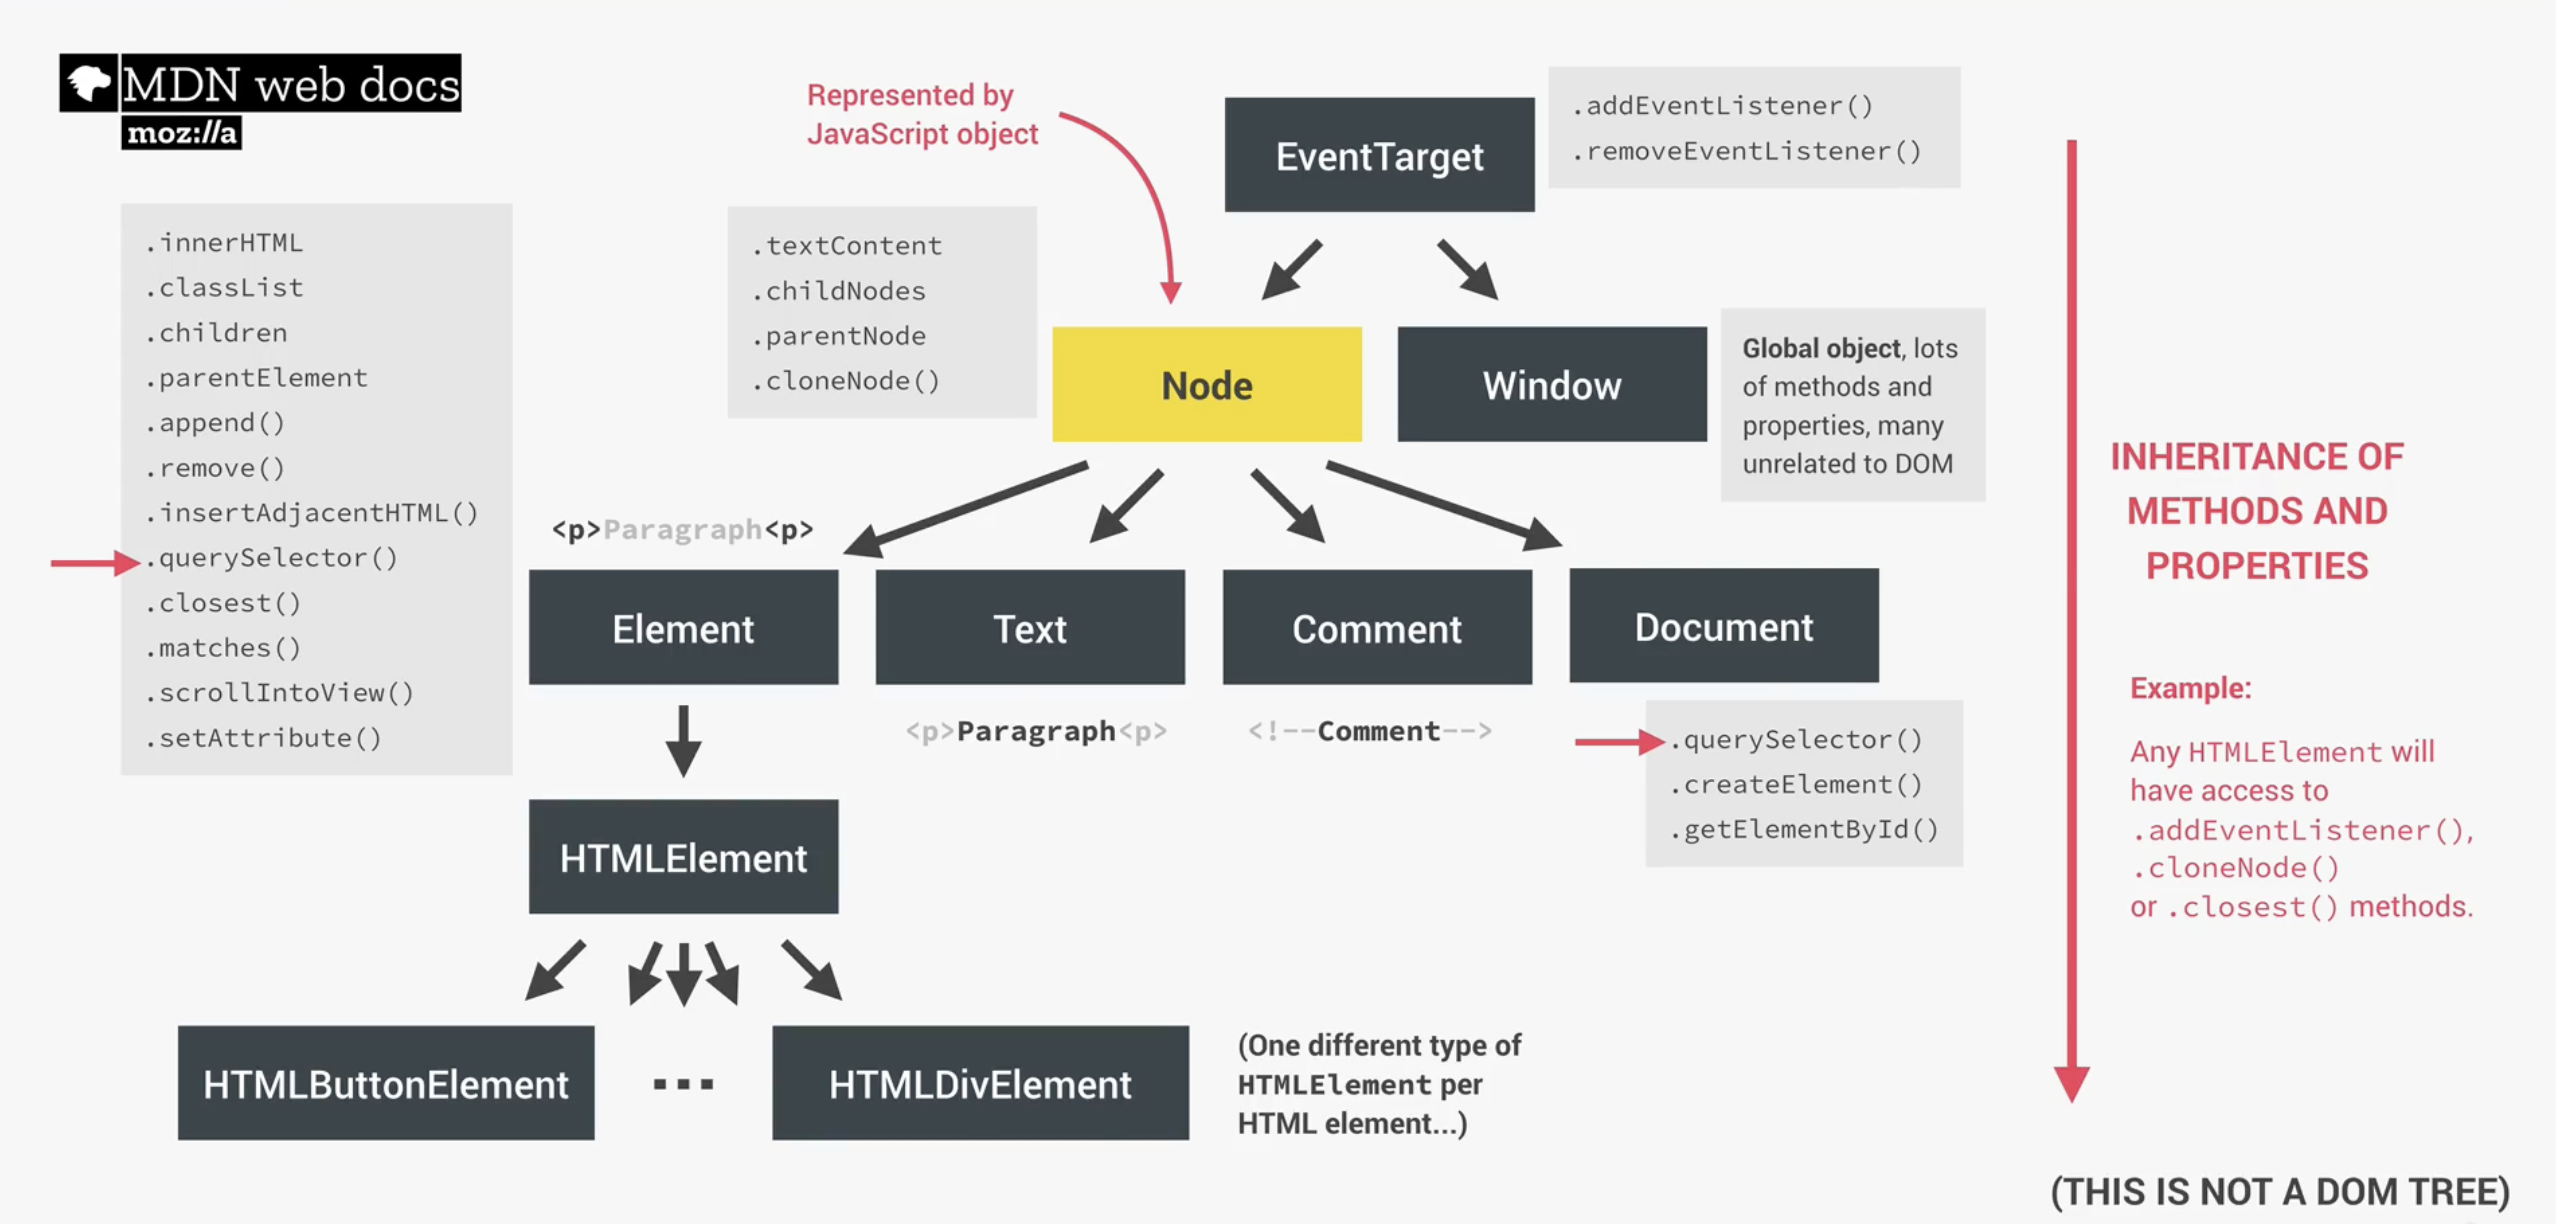 MDN web docs
moz://a
Represented by
JavaScript object
EventTarget
.addEventListener()
.removeEventListener()
.innerHTML
.classList
.children
.parentElement
.append()
.remove()
.insertAdjacentHTML()
.querySelector()
.closest()
.matches()
.scrollIntoView()
.setAttribute()
.textContent
.childNodes
.parentNode
.cloneNode()
Node
Window
Global object, lots
of methods and
properties, many
unrelated to DOM
<p>Paragraph<p>
Element
Text
Comment
Document
<p>Paragraph<p>
<!--Comment-->
.querySelector()
.createElement()
.getElementById()
HTMLElement
HTMLButtonElement
...
HTMLDivElement
(One different type of
HTMLElement per
HTML element...)
INHERITANCE OF
METHODS AND
PROPERTIES
Example:
Any HTMLElement will
have access to
.addEventListener(),
.cloneNode()
or .closest() methods.
(THIS IS NOT A DOM TREE)